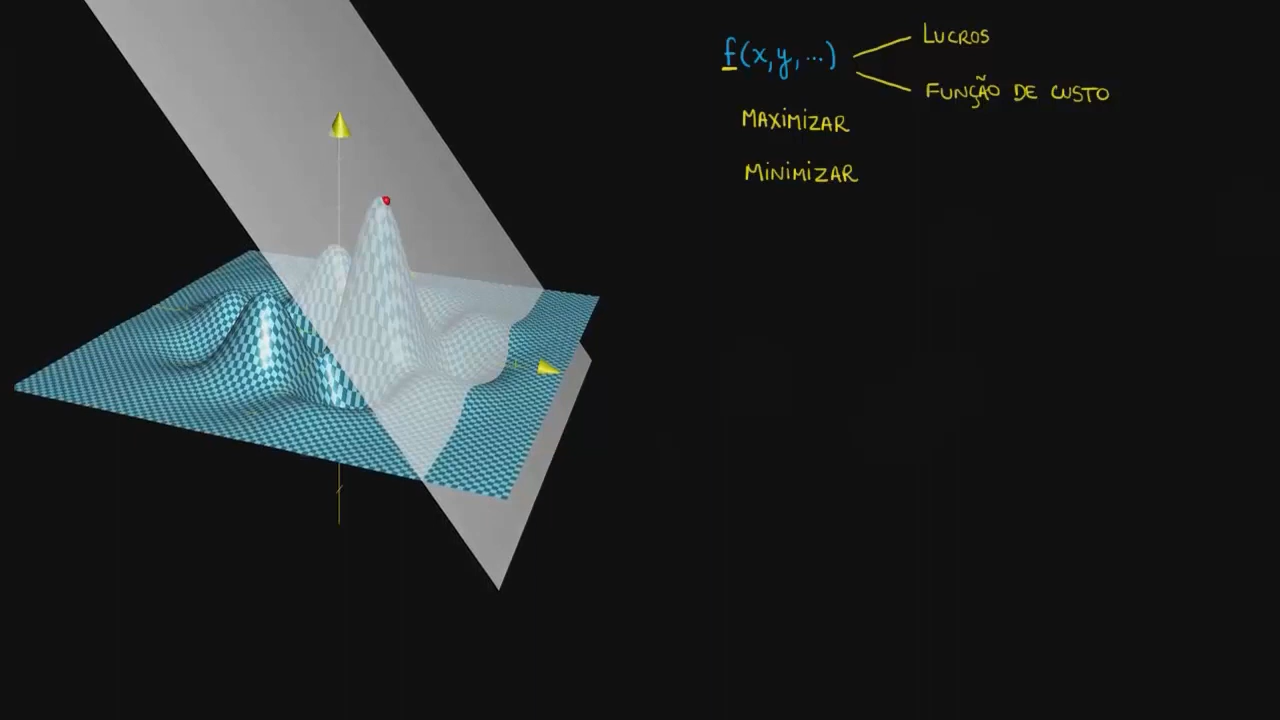 f(x,y,...)
LUCROS
FUNÇÃO DE CUSTO
MAXIMIZAR
MINIMIZAR